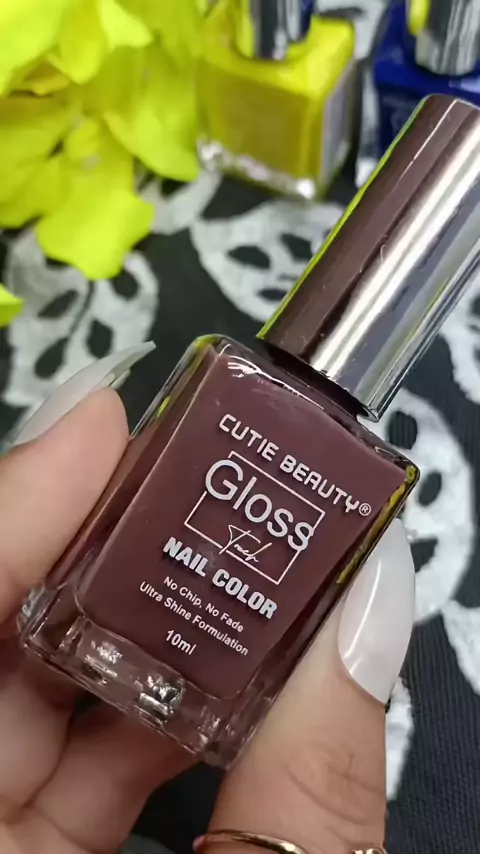 CUTIE BEAUTY®
Gloss
Tech
NAIL COLOR
No Chip, No Fade
Ultra Shine Formulation
10ml